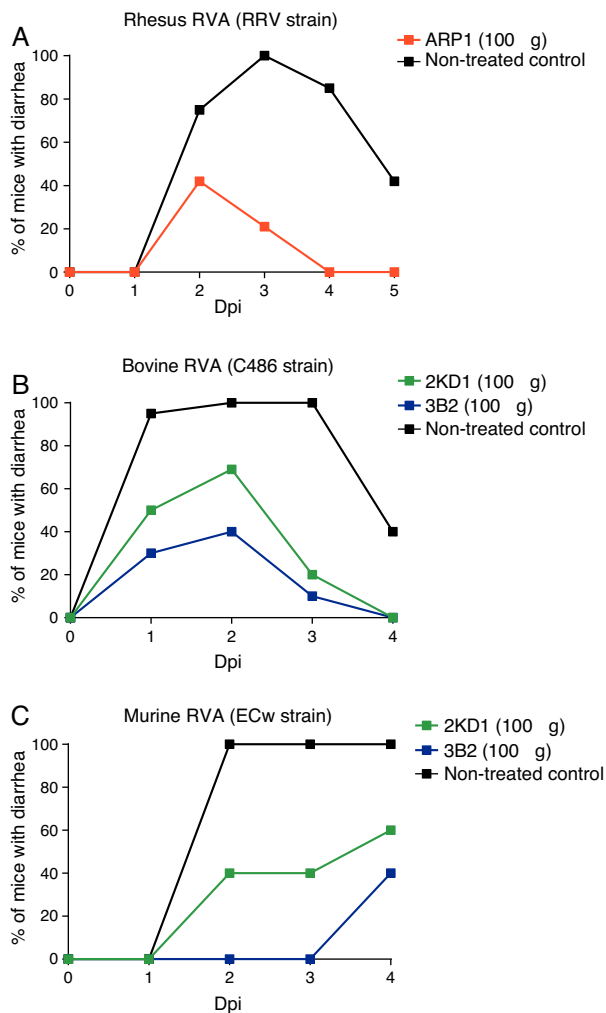 A
Rhesus RVA (RRV strain)
ARP1 (100 g)
Non-treated control
% of mice with diarrhea
100
80
60
40
20
0
0 1 2 3 4 5
Dpi
B
Bovine RVA (C486 strain)
2KD1 (100 g)
3B2 (100 g)
Non-treated control
% of mice with diarrhea
100
80
60
40
20
0
0 1 2 3 4
Dpi
C
Murine RVA (ECw strain)
2KD1 (100 g)
3B2 (100 g)
Non-treated control
% of mice with diarrhea
100
80
60
40
20
0
0 1 2 3 4
Dpi